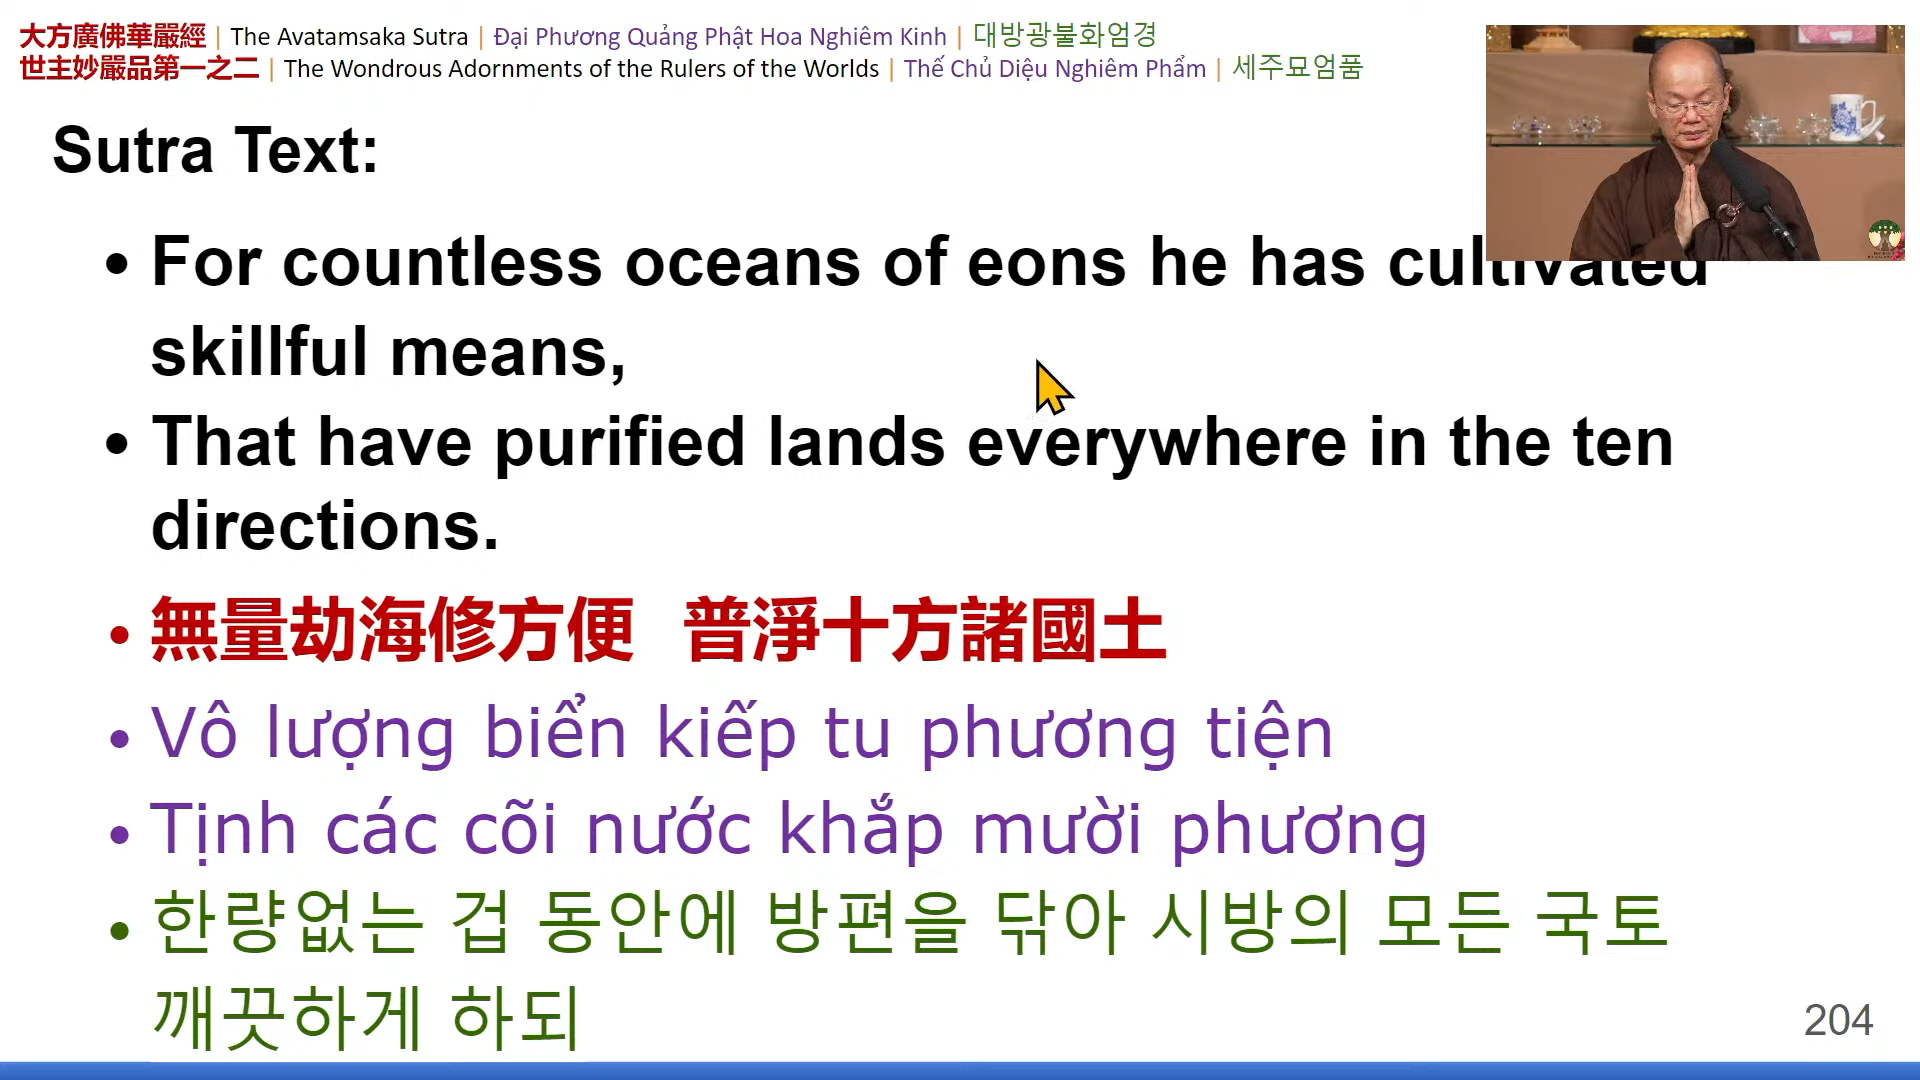 大方廣佛華嚴經 | The Avatamsaka Sutra | Đại Phương Quảng Phật Hoa Nghiêm Kinh | 대방광불화엄경
世主妙嚴品第一之二 | The Wondrous Adornments of the Rulers of the Worlds | Thế Chủ Diệu Nghiêm Phẩm | 세주묘엄품
Sutra Text:
• For countless oceans of eons he has cultivated
skillful means,
• That have purified lands everywhere in the ten
directions.
• 無量劫海修方便 普淨十方諸國土
• Vô lượng biển kiếp tu phương tiện
• Tịnh các cõi nước khắp mười phương
• 한량없는 겁 동안에 방편을 닦아 시방의 모든 국토
깨끗하게 하되
204